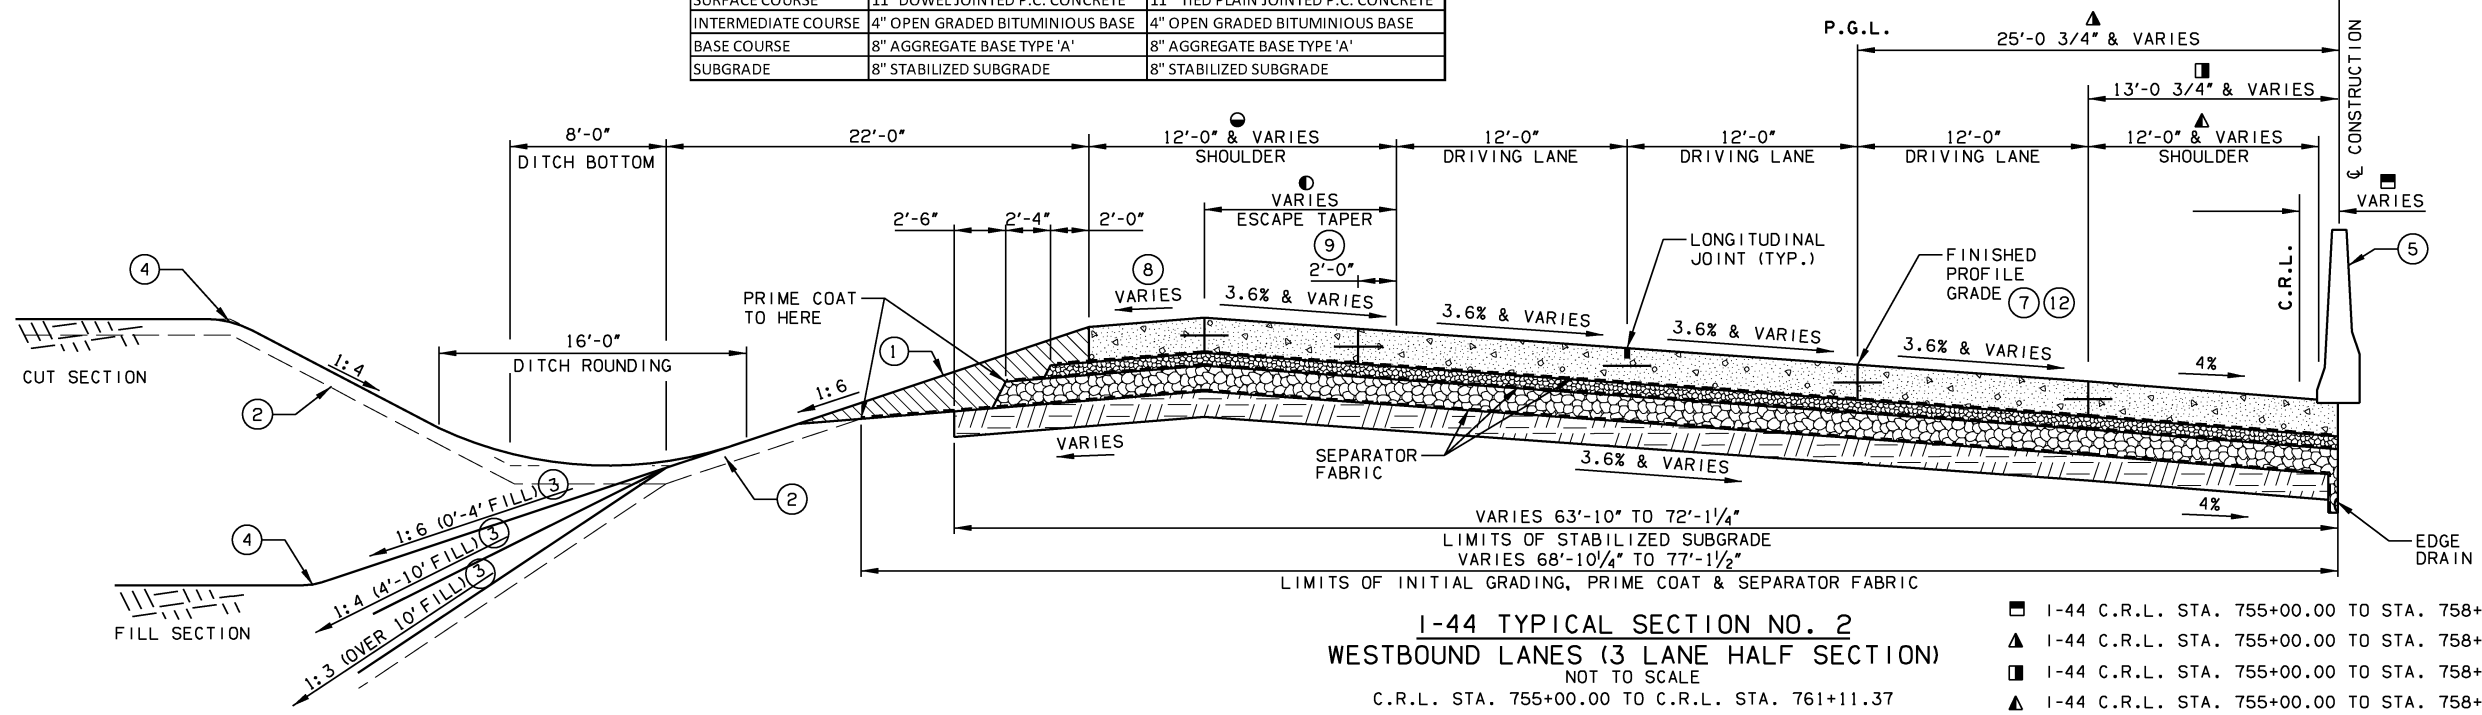 SURFACE COURSE 11" DOWEL JOINTED P.C. CONCRETE 11" TIED PLAIN JOINTED P.C. CONCRETE
INTERMEDIATE COURSE 4" OPEN GRADED BITUMINIOUS BASE 4" OPEN GRADED BITUMINIOUS BASE
BASE COURSE 8" AGGREGATE BASE TYPE 'A' 8" AGGREGATE BASE TYPE 'A'
SUBGRADE 8" STABILIZED SUBGRADE 8" STABILIZED SUBGRADE
P.G.L.
25'-0 3/4" & VARIES
13'-0 3/4" & VARIES
℄ CONSTRUCTION
8'-0"
DITCH BOTTOM
22'-0"
12'-0" & VARIES
SHOULDER
12'-0"
DRIVING LANE
12'-0"
DRIVING LANE
12'-0"
DRIVING LANE
12'-0" & VARIES
SHOULDER
VARIES
VARIES
ESCAPE TAPER
2'-6"
2'-4"
2'-0"
9
2'-0"
8
VARIES
3.6% & VARIES
3.6% & VARIES
3.6% & VARIES
3.6% & VARIES
4%
LONGITUDINAL
JOINT (TYP.)
FINISHED
PROFILE
GRADE 7 12
C.R.L.
5
4
PRIME COAT
TO HERE
16'-0"
DITCH ROUNDING
1
1:4
1:6
CUT SECTION
2
2
VARIES
SEPARATOR
FABRIC
3.6% & VARIES
4%
1:6 (0'-4' FILL) 3
1:4 (4'-10' FILL) 3
1:3 (OVER 10' FILL) 3
4
FILL SECTION
VARIES 63'-10" TO 72'-1¼"
LIMITS OF STABILIZED SUBGRADE
VARIES 68'-10¼" TO 77'-1½"
LIMITS OF INITIAL GRADING, PRIME COAT & SEPARATOR FABRIC
EDGE
DRAIN
I-44 TYPICAL SECTION NO. 2
WESTBOUND LANES (3 LANE HALF SECTION)
NOT TO SCALE
C.R.L. STA. 755+00.00 TO C.R.L. STA. 761+11.37
I-44 C.R.L. STA. 755+00.00 TO STA. 758+
I-44 C.R.L. STA. 755+00.00 TO STA. 758+
I-44 C.R.L. STA. 755+00.00 TO STA. 758+
I-44 C.R.L. STA. 755+00.00 TO STA. 758+